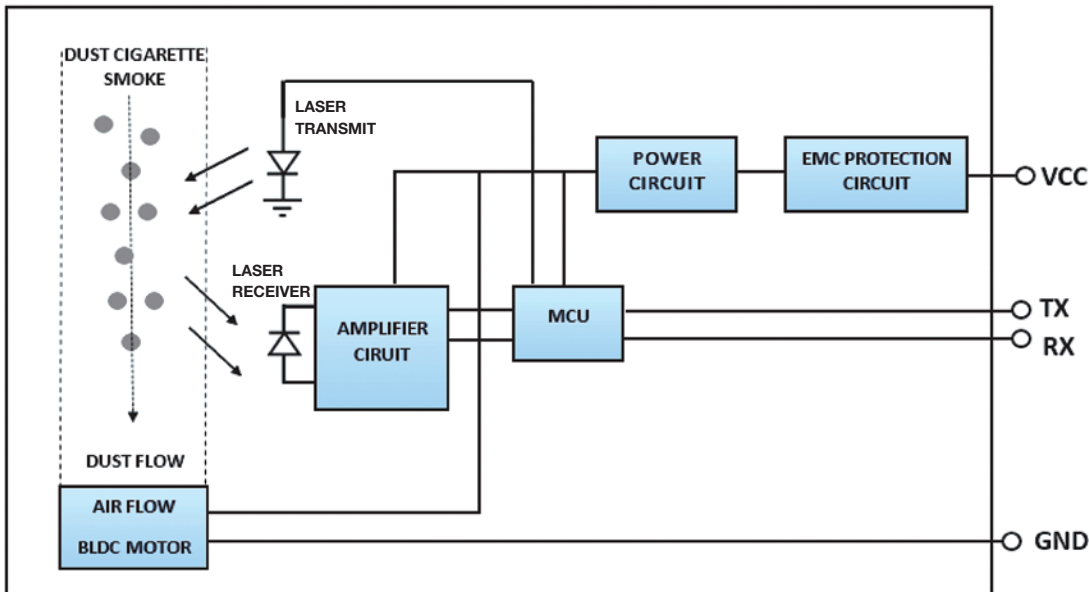 DUST CIGARETTE
SMOKE
LASER
TRANSMIT
POWER
CIRCUIT
EMC PROTECTION
CIRCUIT
VCC
LASER
RECEIVER
AMPLIFIER
CIRUIT
MCU
TX
RX
DUST FLOW
AIR FLOW
BLDC MOTOR
GND